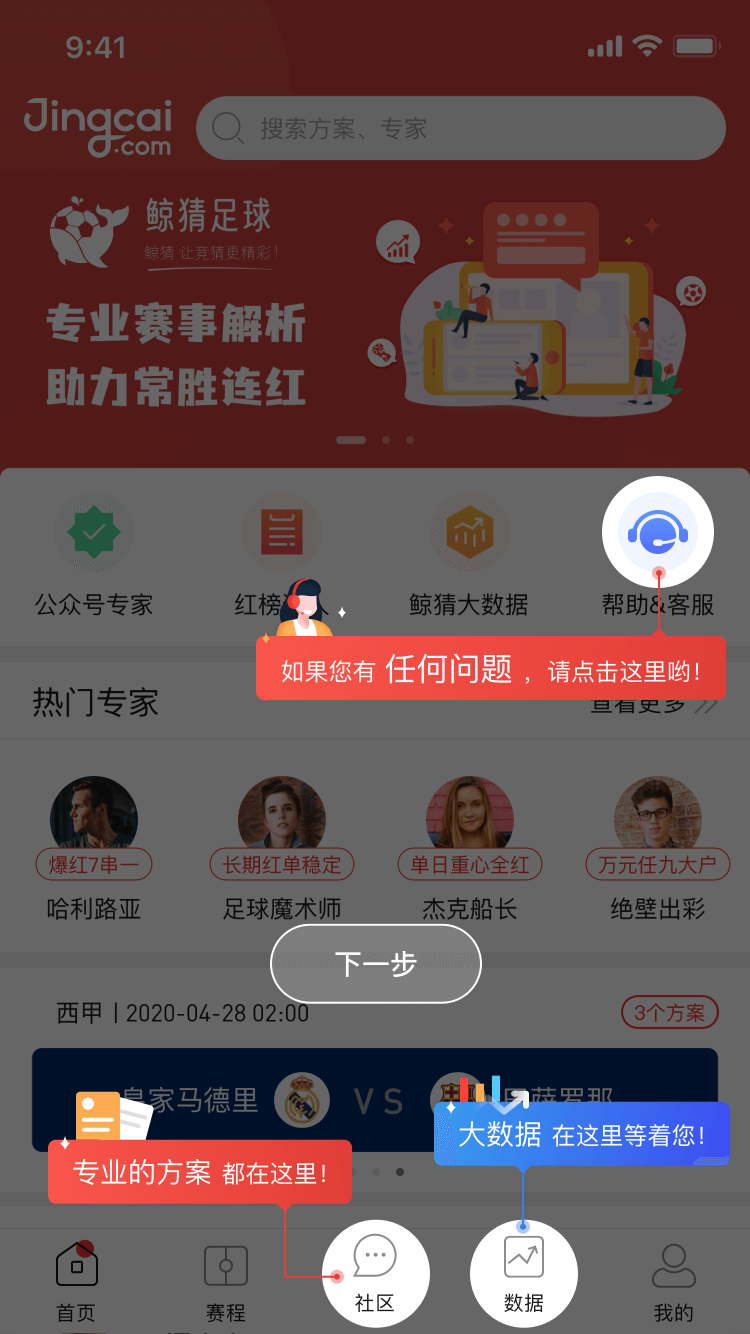 9:41
Jingcai
.com
搜索方案、专家
鲸猜足球
鲸猜 让竞猜更精彩!
专业赛事解析
助力常胜连红
公众号专家
红榜
人
鲸猜大数据
帮助&客服
如果您有 任何问题 ，请点击这里哟!
热门专家
查看更多
爆红7串一
长期红单稳定
单日重心全红
万元任九大户
哈利路亚
足球魔术师
杰克船长
绝壁出彩
下一步
西甲 | 2020-04-28 02:00
3个方案
皇家马德里
VS
巴萨罗那
大数据 在这里等着您!
专业的方案 都在这里!
首页
赛程
社区
数据
我的